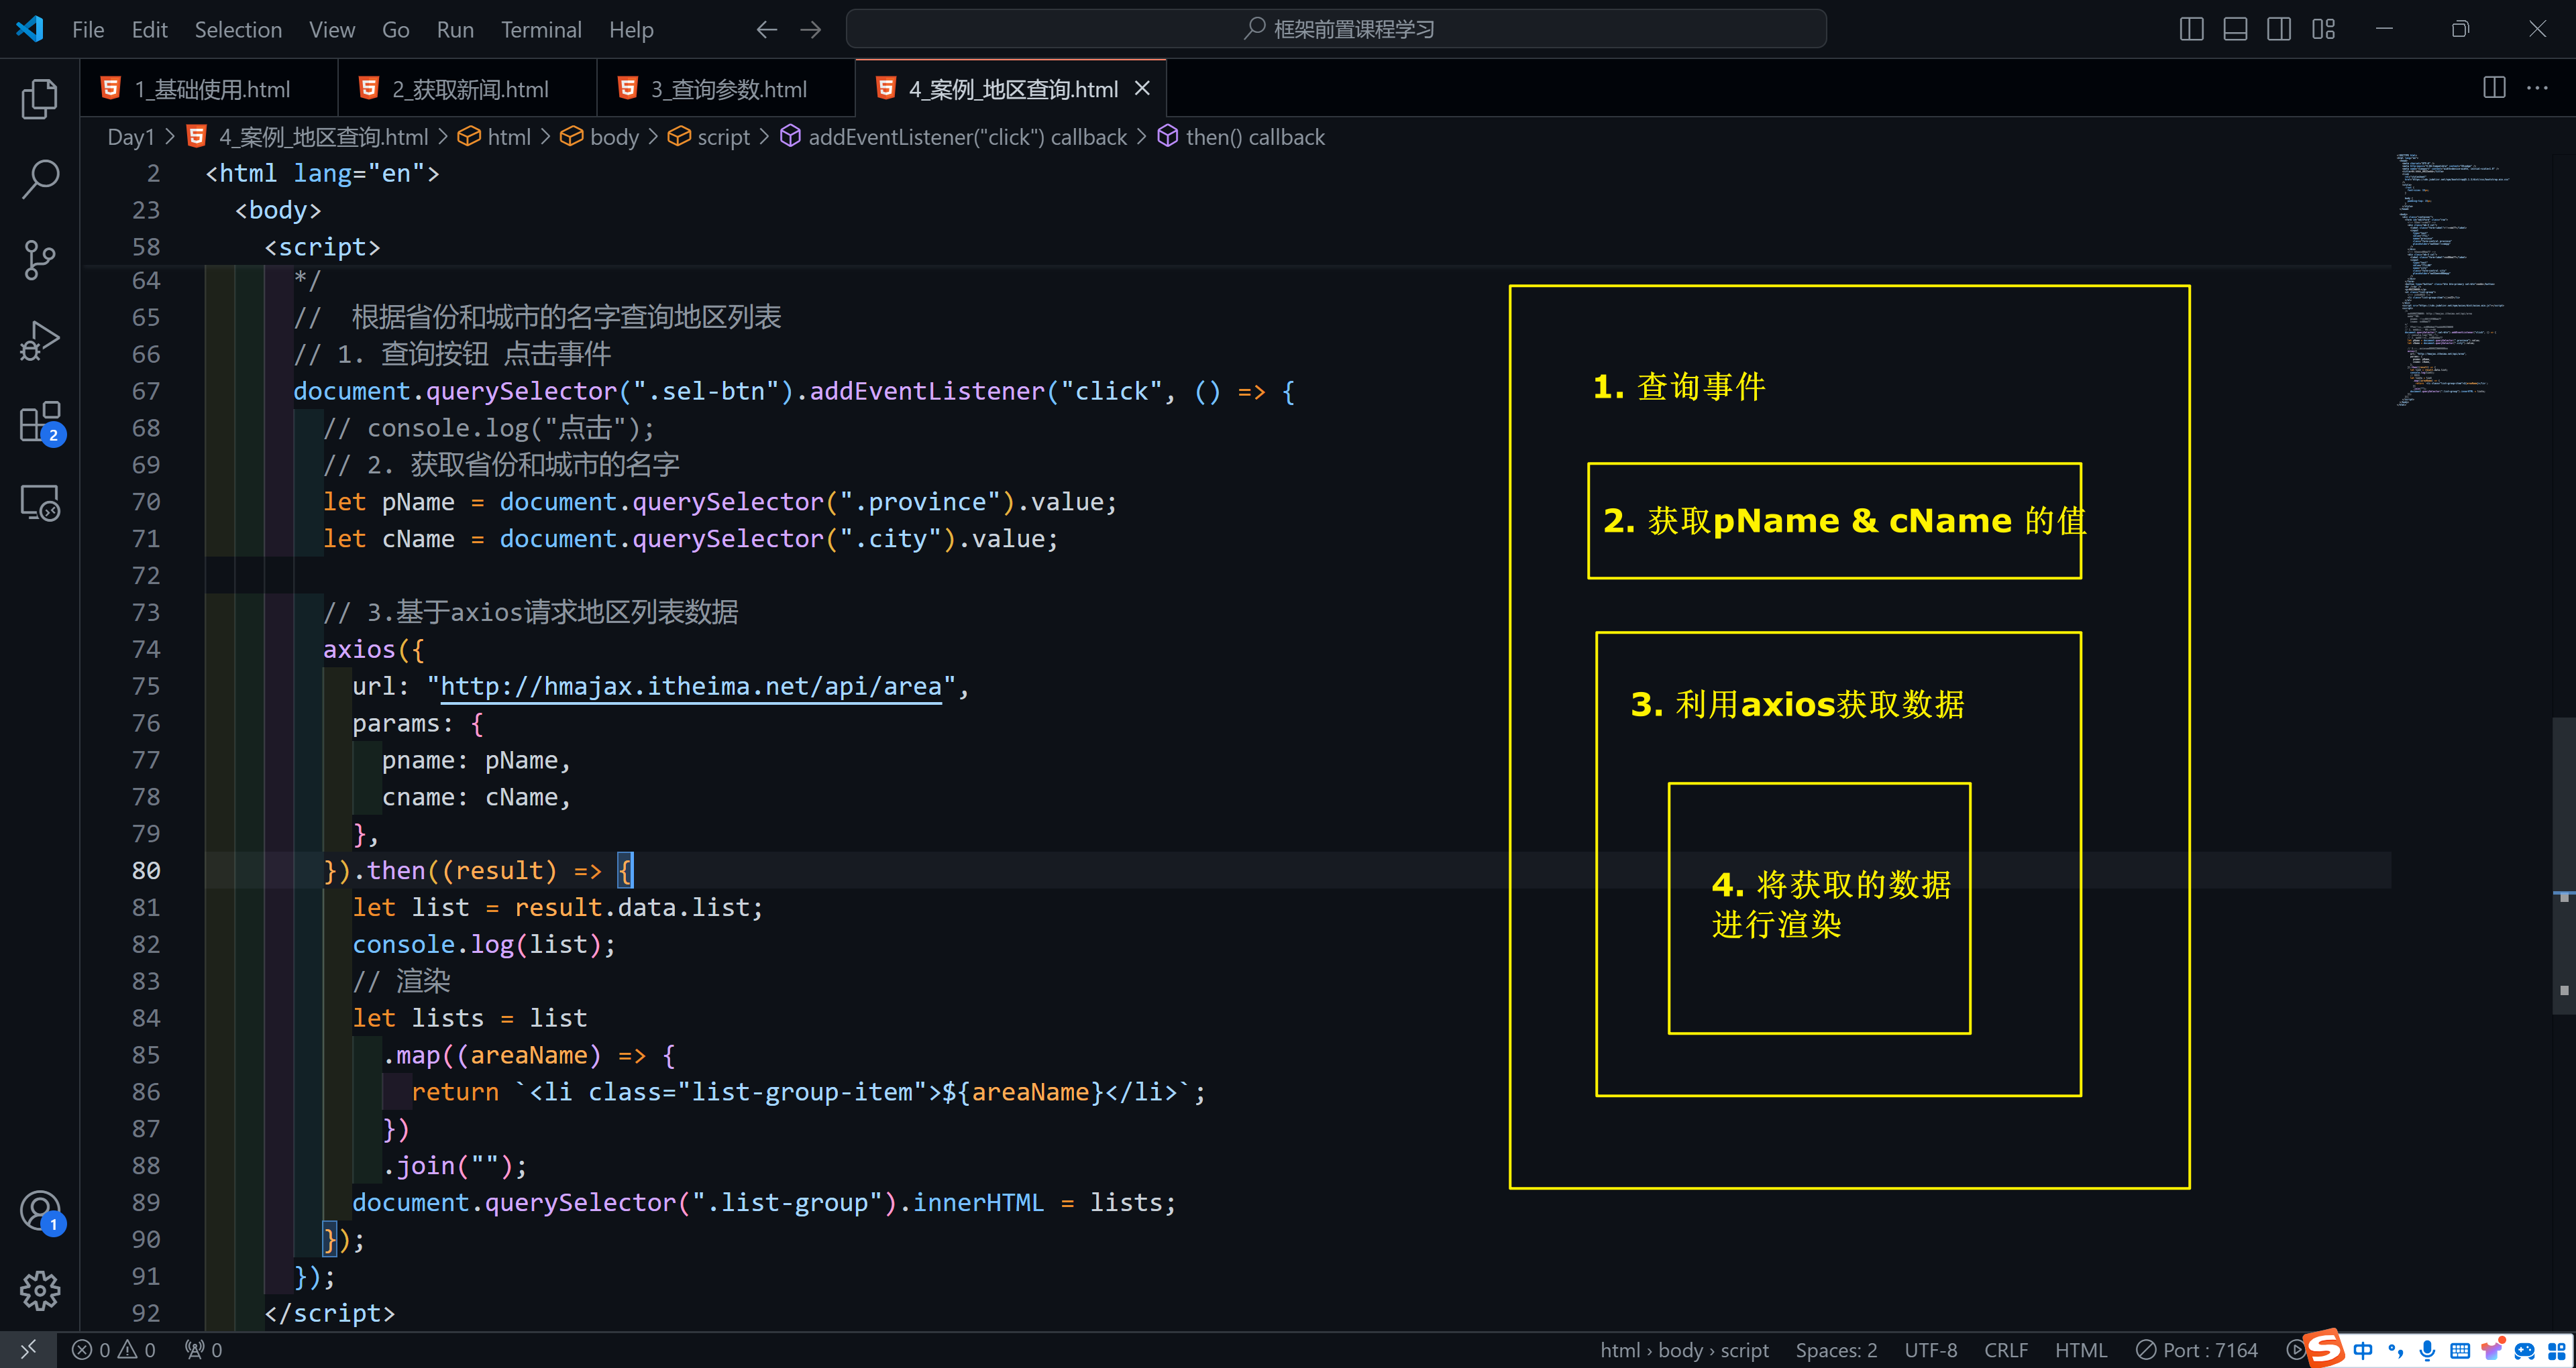 File Edit Selection View Go Run Terminal Help
框架前置课程学习
1_基础使用.html
2_获取新闻.html
3_查询参数.html
4_案例_地区查询.html
Day1 > 4_案例_地区查询.html > html > body > script > addEventListener("click") callback > then() callback
2 <html lang="en">
23 <body>
58 <script>
64 */
65 //  根据省份和城市的名字查询地区列表
66 // 1. 查询按钮 点击事件
67 document.querySelector(".sel-btn").addEventListener("click", () => {
68 // console.log("点击");
69 // 2. 获取省份和城市的名字
70 let pName = document.querySelector(".province").value;
71 let cName = document.querySelector(".city").value;
72
73 // 3.基于axios请求地区列表数据
74 axios({
75 url: "http://hmajax.itheima.net/api/area",
76 params: {
77 pname: pName,
78 cname: cName,
79 },
80 }).then((result) => {
81 let list = result.data.list;
82 console.log(list);
83 // 渲染
84 let lists = list
85 .map((areaName) => {
86 return `<li class="list-group-item">${areaName}</li>`;
87 })
88 .join("");
89 document.querySelector(".list-group").innerHTML = lists;
90 });
91 });
92 </script>
1. 查询事件
2. 获取pName & cName 的值
3. 利用axios获取数据
4. 将获取的数据
进行渲染
2
1
0 0 0
html › body › script Spaces: 2 UTF-8 CRLF HTML Port : 7164
S 中